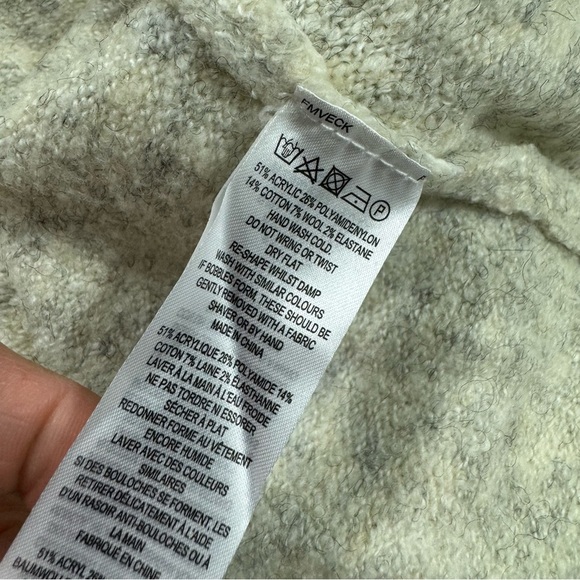 EMVECK
P
51% ACRYLIC 26% POLYAMIDE/NYLON
14% COTTON 7% WOOL 2% ELASTANE
HAND WASH COLD.
DO NOT WRING OR TWIST
DRY FLAT
RE-SHAPE WHILST DAMP
WASH WITH SIMILAR COLOURS
IF BOBBLES FORM, THESE SHOULD BE
GENTLY REMOVED WITH A FABRIC
SHAVER OR BY HAND
MADE IN CHINA
51% ACRYLIQUE 26% POLYAMIDE 14%
COTON 7% LAINE 2% ÉLASTHANNE
LAVER À LA MAIN À L'EAU FROIDE
NE PAS TORDRE NI ESSORER
SÉCHER À PLAT
REDONNER FORME AU VÊTEMENT
ENCORE HUMIDE
LAVER AVEC DES COULEURS
SIMILAIRES
SI DES BOULOCHES SE FORMENT, LES
RETIRER DÉLICATEMENT À L'AIDE
D'UN RASOIR ANTI-BOULOCHES OU À
LA MAIN
FABRIQUÉ EN CHINE
51% ACRYL 26%